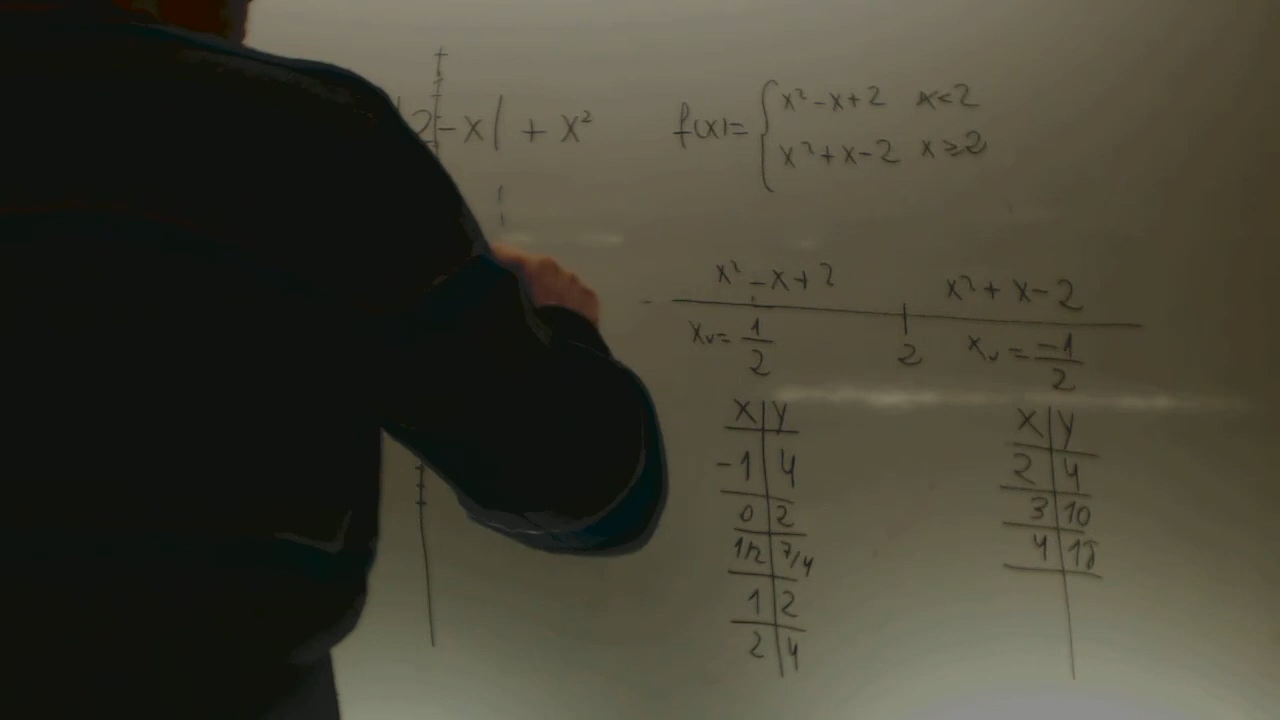 |2-x| + x²
f(x)= { x²-x+2 x<2
x²+x-2 x≥2
x²-x+2 x²+x-2
xv= 1/2 2 xv = -1/2
x y
-1 4
0 2
1/2 7/4
1 2
2 4
x y
2 4
3 10
4 18